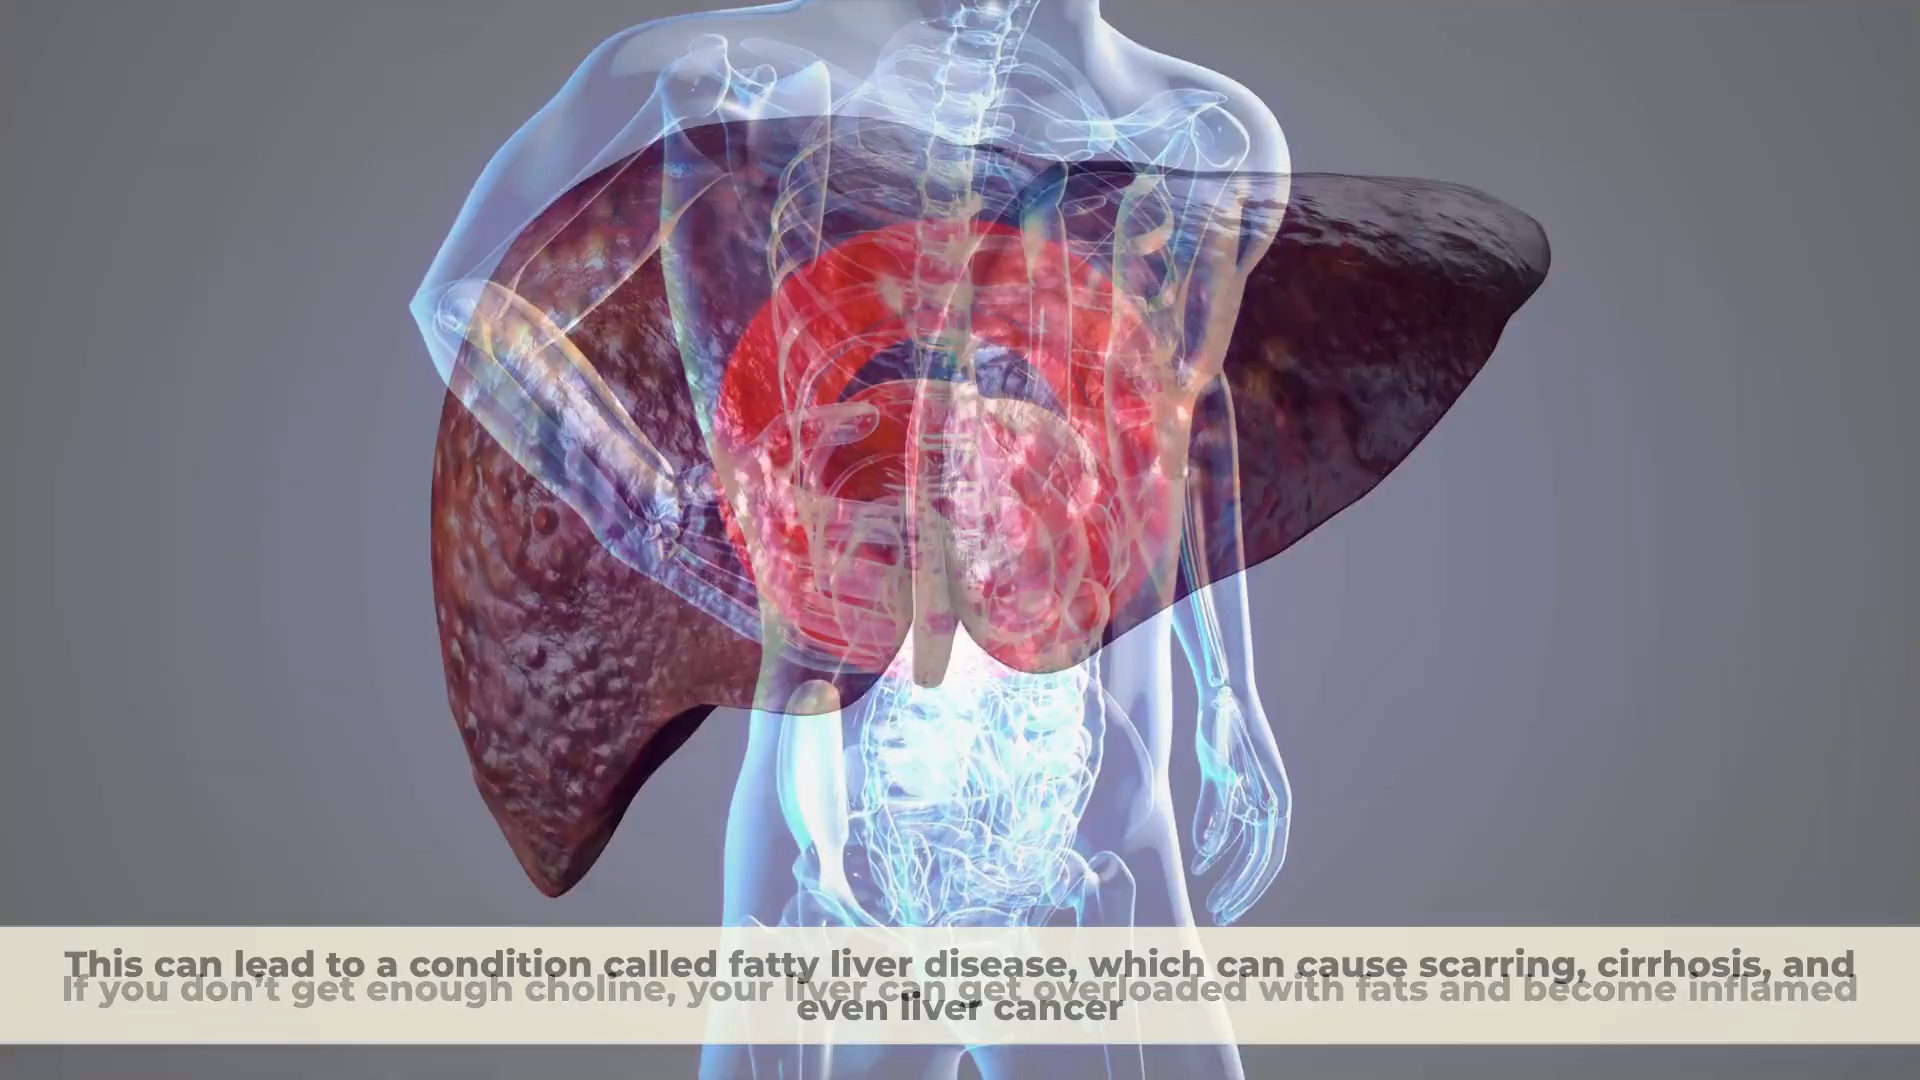 This can lead to a condition called fatty liver disease, which can cause scarring, cirrhosis, and
If you don't get enough choline, your liver can get overloaded with fats and become inflamed
even liver cancer